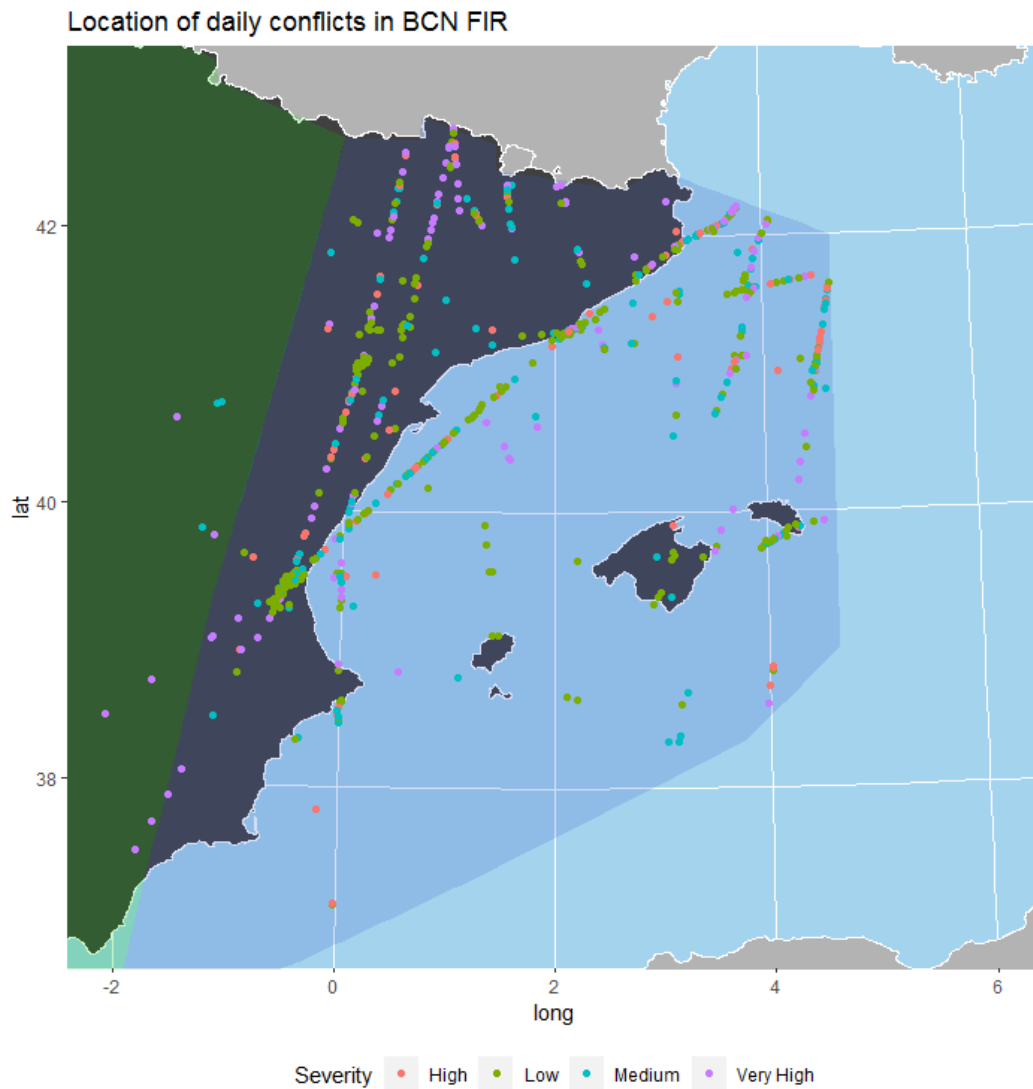 Location of daily conflicts in BCN FIR
lat
42
40
38
-2
0
2
4
6
long
Severity
High
Low
Medium
Very High